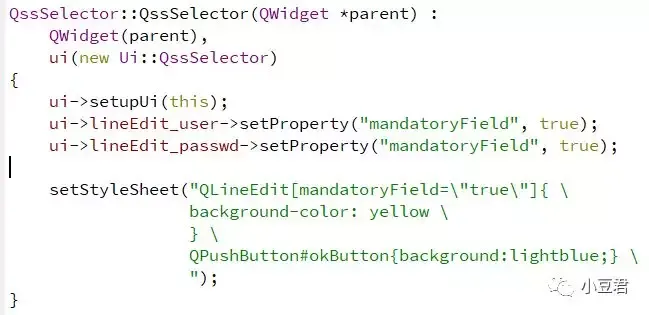 QssSelector::QssSelector(QWidget *parent) :
    QWidget(parent),
    ui(new Ui::QssSelector)
{
    ui->setupUi(this);
    ui->lineEdit_user->setProperty("mandatoryField", true);
    ui->lineEdit_passwd->setProperty("mandatoryField", true);

    setStyleSheet("QLineEdit[mandatoryField=\"true\"]{ \
                  background-color: yellow \
                  } \
                  QPushButton#okButton{background:lightblue;} \
                  ");
}
小豆君